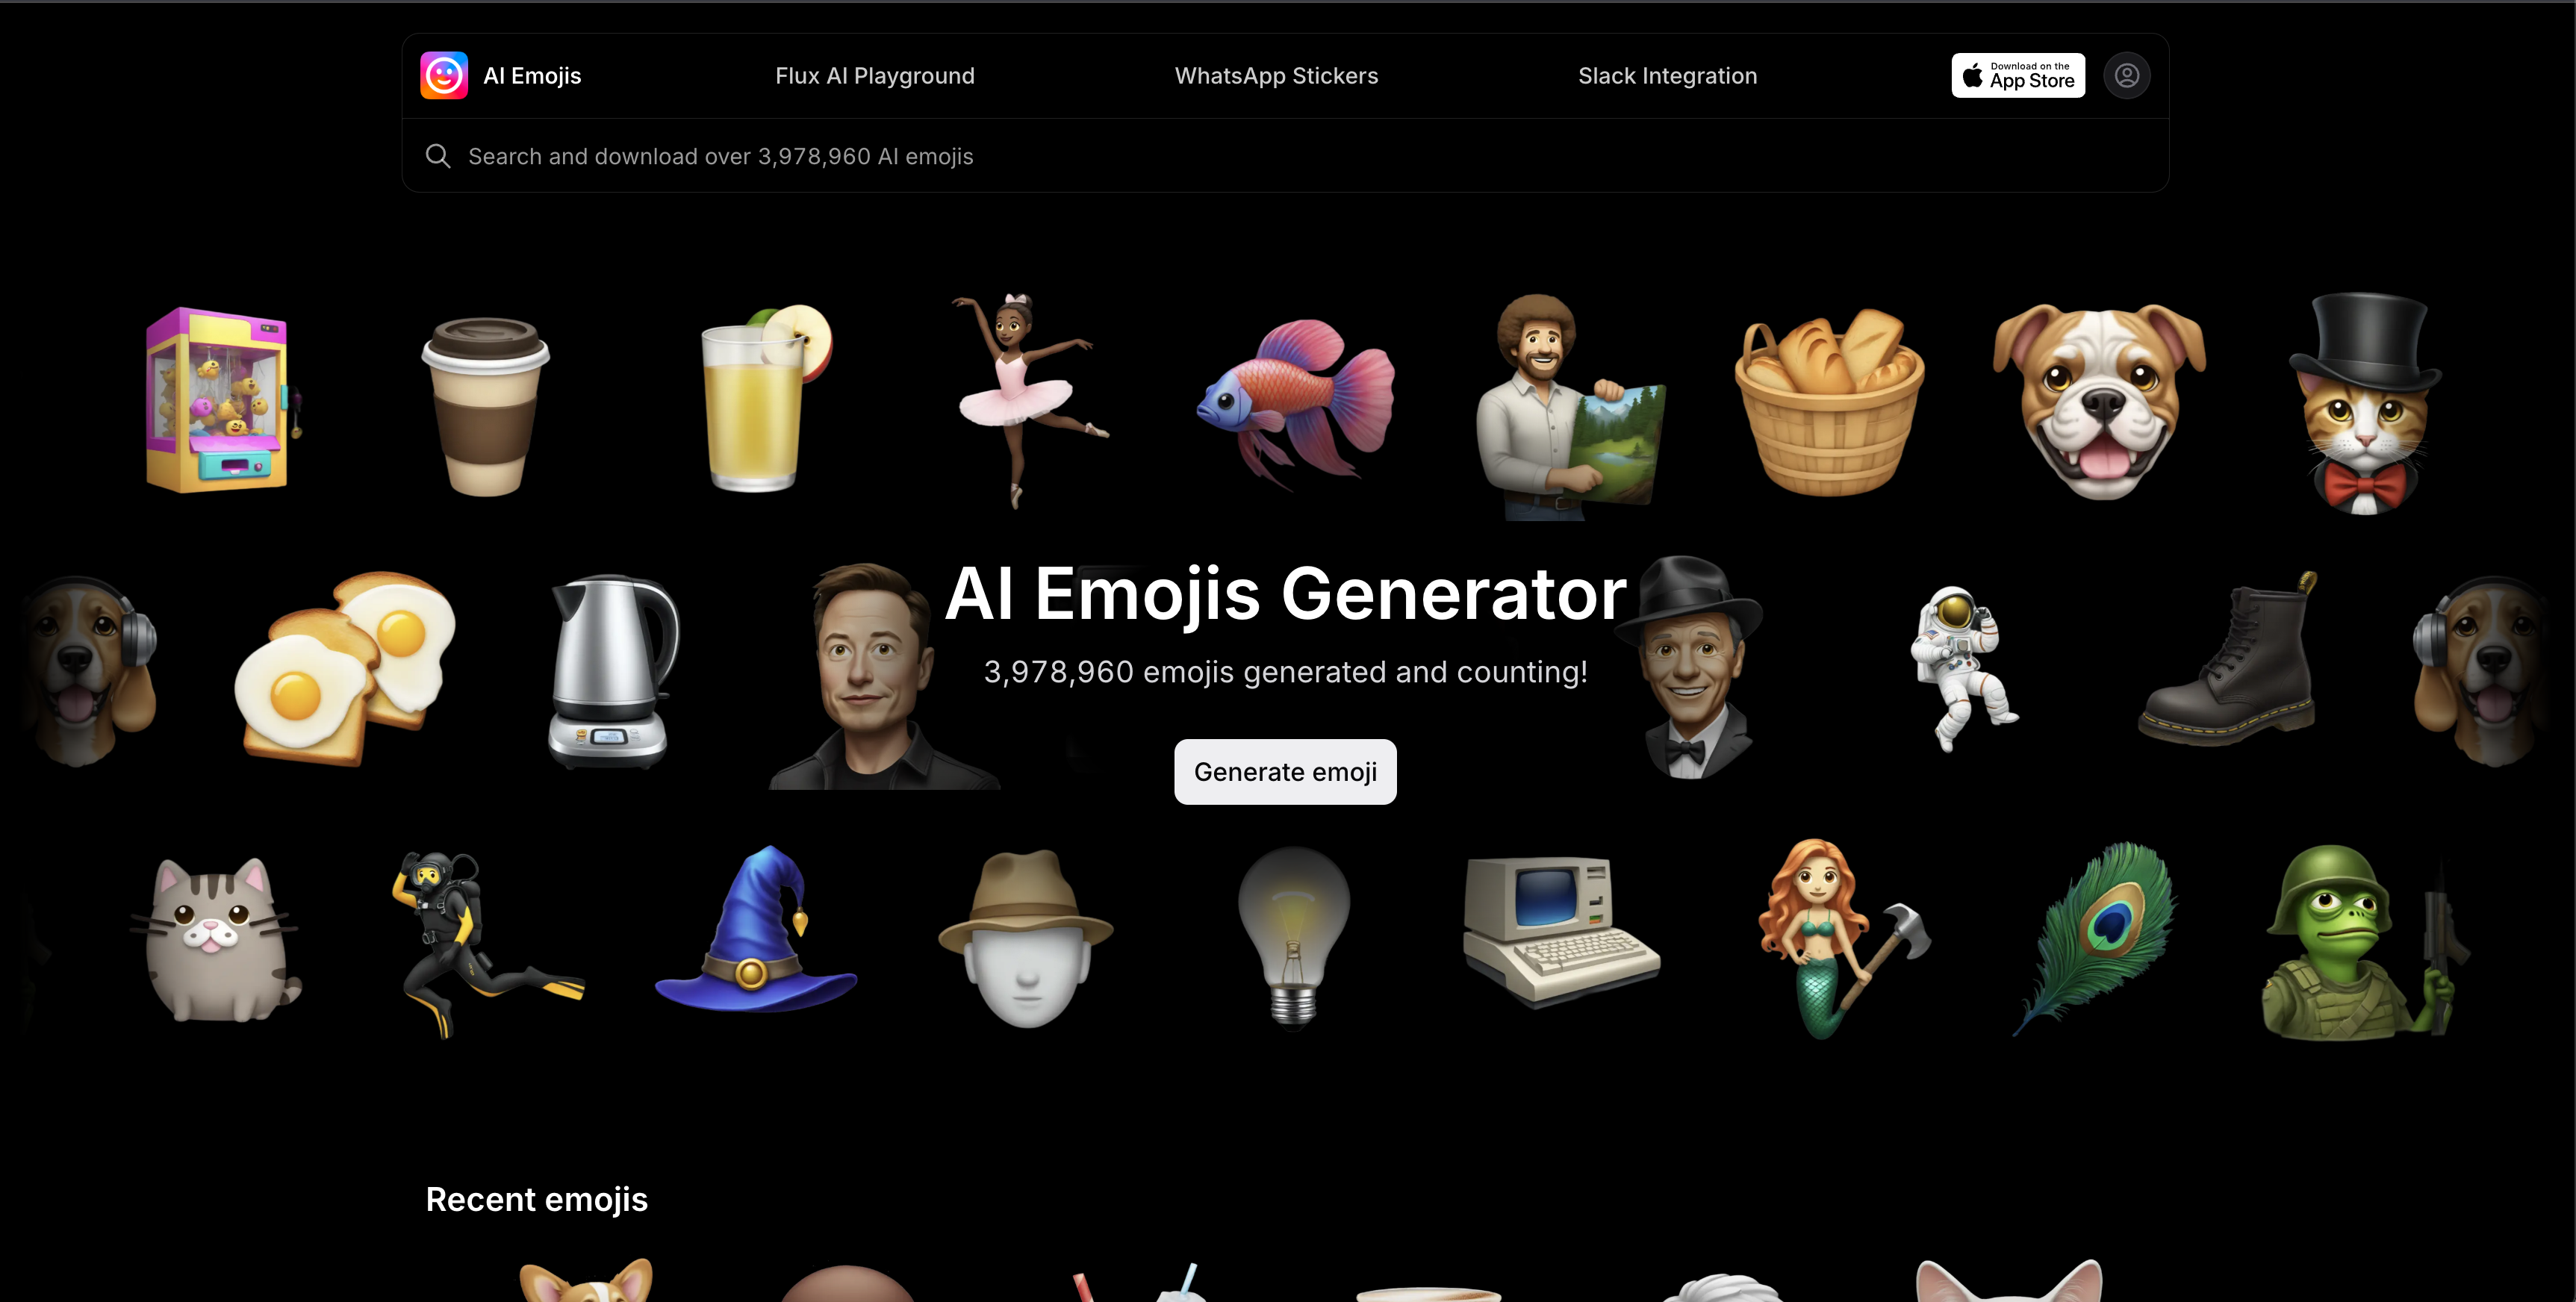 AI Emojis
Flux AI Playground
WhatsApp Stickers
Slack Integration
Download on the
App Store
Search and download over 3,978,960 AI emojis
AI Emojis Generator
3,978,960 emojis generated and counting!
Generate emoji
Recent emojis